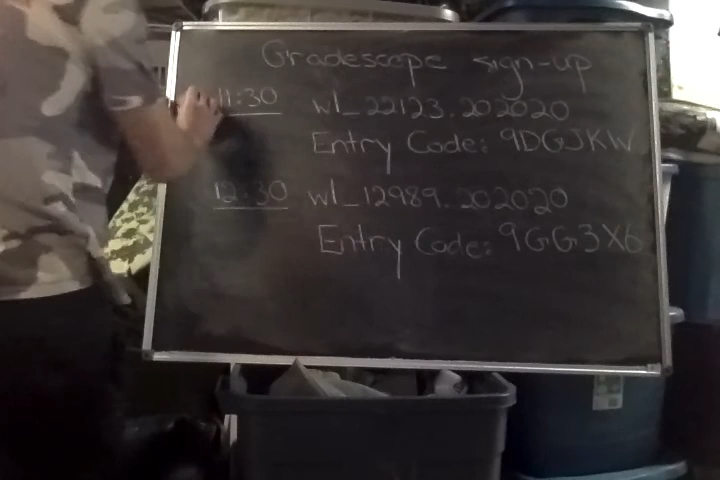 Gradescope sign-up
11:30 wl_22123.202020
Entry Code: 9DGJKW
12:30 wl_12989.202020
Entry Code: 9GG3X6